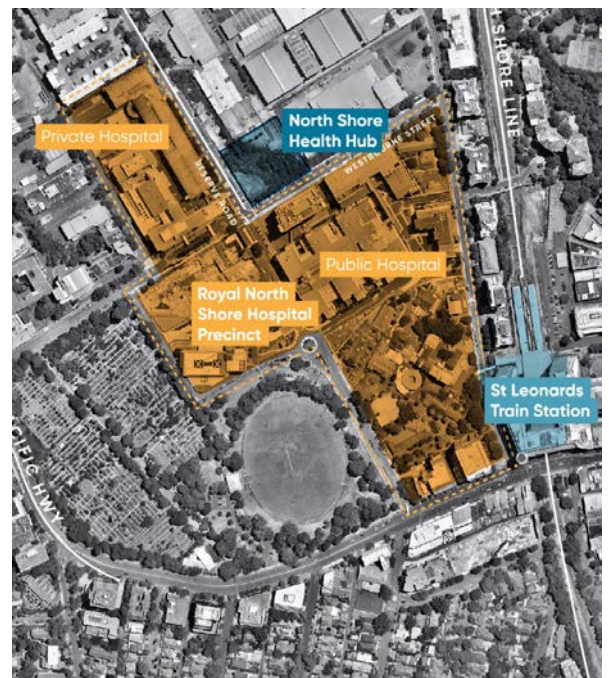 H SHORE LINE
Private Hospital
North Shore
Health Hub
WESTBOURNE STREET
RESERVE ROAD
Public Hospital
Royal North
Shore Hospital
Precinct
St Leonards
Train Station
CIFIC HWY